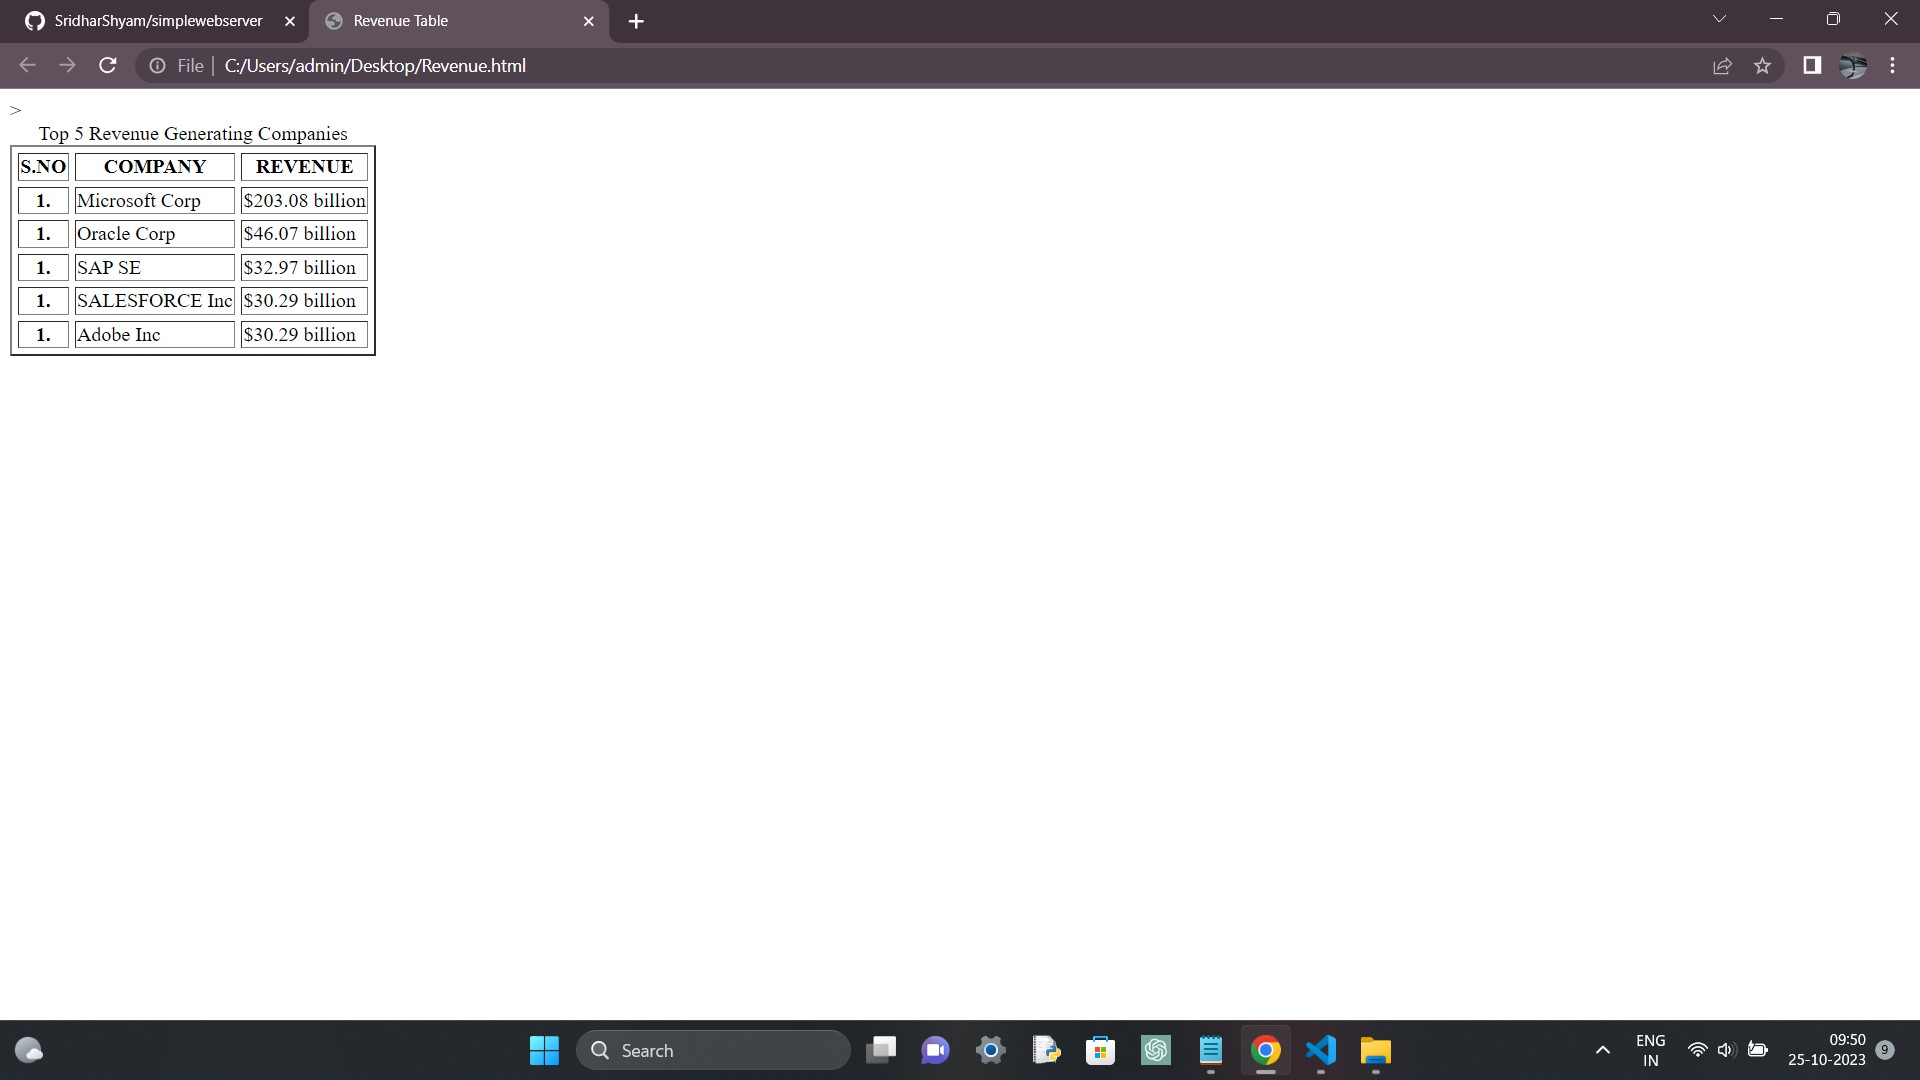 SridharShyam/simplewebserver
Revenue Table
File | C:/Users/admin/Desktop/Revenue.html
>
Top 5 Revenue Generating Companies
S.NO COMPANY REVENUE
1. Microsoft Corp $203.08 billion
1. Oracle Corp $46.07 billion
1. SAP SE $32.97 billion
1. SALESFORCE Inc $30.29 billion
1. Adobe Inc $30.29 billion
Search
ENG
IN
09:50
25-10-2023
9